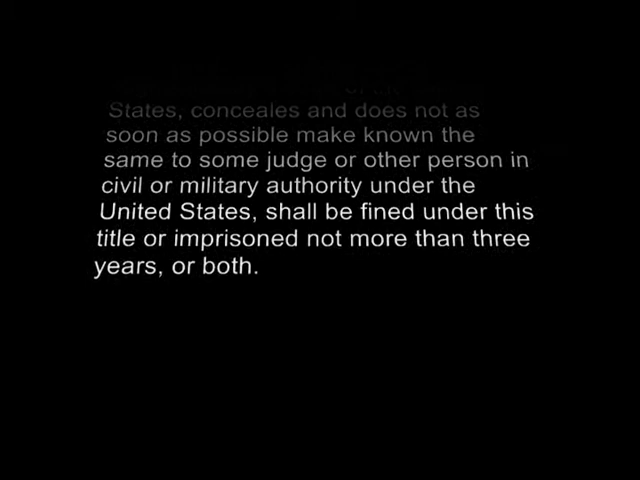 States, conceales and does not as
soon as possible make known the
same to some judge or other person in
civil or military authority under the
United States, shall be fined under this
title or imprisoned not more than three
years, or both.